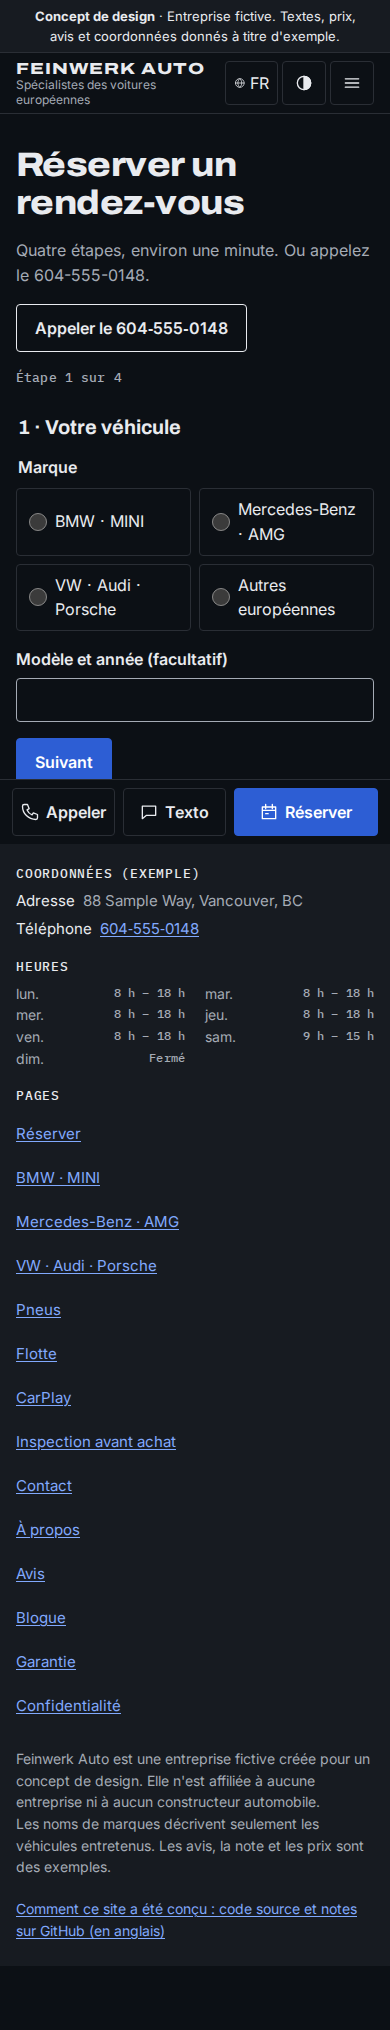 Concept de design · Entreprise fictive. Textes, prix,
avis et coordonnées donnés à titre d'exemple.
FEINWERK AUTO
Spécialistes des voitures
européennes
FR
Réserver un
rendez-vous
Quatre étapes, environ une minute. Ou appelez
le 604-555-0148.
Appeler le 604-555-0148
Étape 1 sur 4
1 · Votre véhicule
Marque
BMW · MINI
Mercedes-Benz
· AMG
VW · Audi ·
Porsche
Autres
européennes
Modèle et année (facultatif)
Suivant
Appeler
Texto
Réserver
COORDONNÉES (EXEMPLE)
Adresse 88 Sample Way, Vancouver, BC
Téléphone 604-555-0148
HEURES
lun. 8 h – 18 h mar. 8 h – 18 h
mer. 8 h – 18 h jeu. 8 h – 18 h
ven. 8 h – 18 h sam. 9 h – 15 h
dim. Fermé
PAGES
Réserver
BMW · MINI
Mercedes-Benz · AMG
VW · Audi · Porsche
Pneus
Flotte
CarPlay
Inspection avant achat
Contact
À propos
Avis
Blogue
Garantie
Confidentialité
Feinwerk Auto est une entreprise fictive créée pour un
concept de design. Elle n'est affiliée à aucune
entreprise ni à aucun constructeur automobile.
Les noms de marques décrivent seulement les
véhicules entretenus. Les avis, la note et les prix sont
des exemples.
Comment ce site a été conçu : code source et notes
sur GitHub (en anglais)